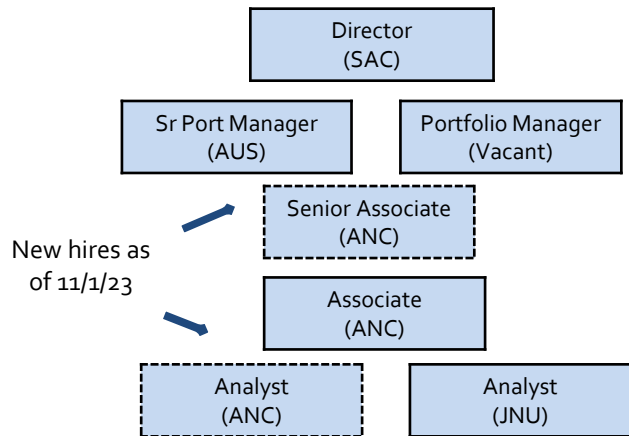 Director
(SAC)
Sr Port Manager
(AUS)
Portfolio Manager
(Vacant)
Senior Associate
(ANC)
New hires as
of 11/1/23
Associate
(ANC)
Analyst
(ANC)
Analyst
(JNU)